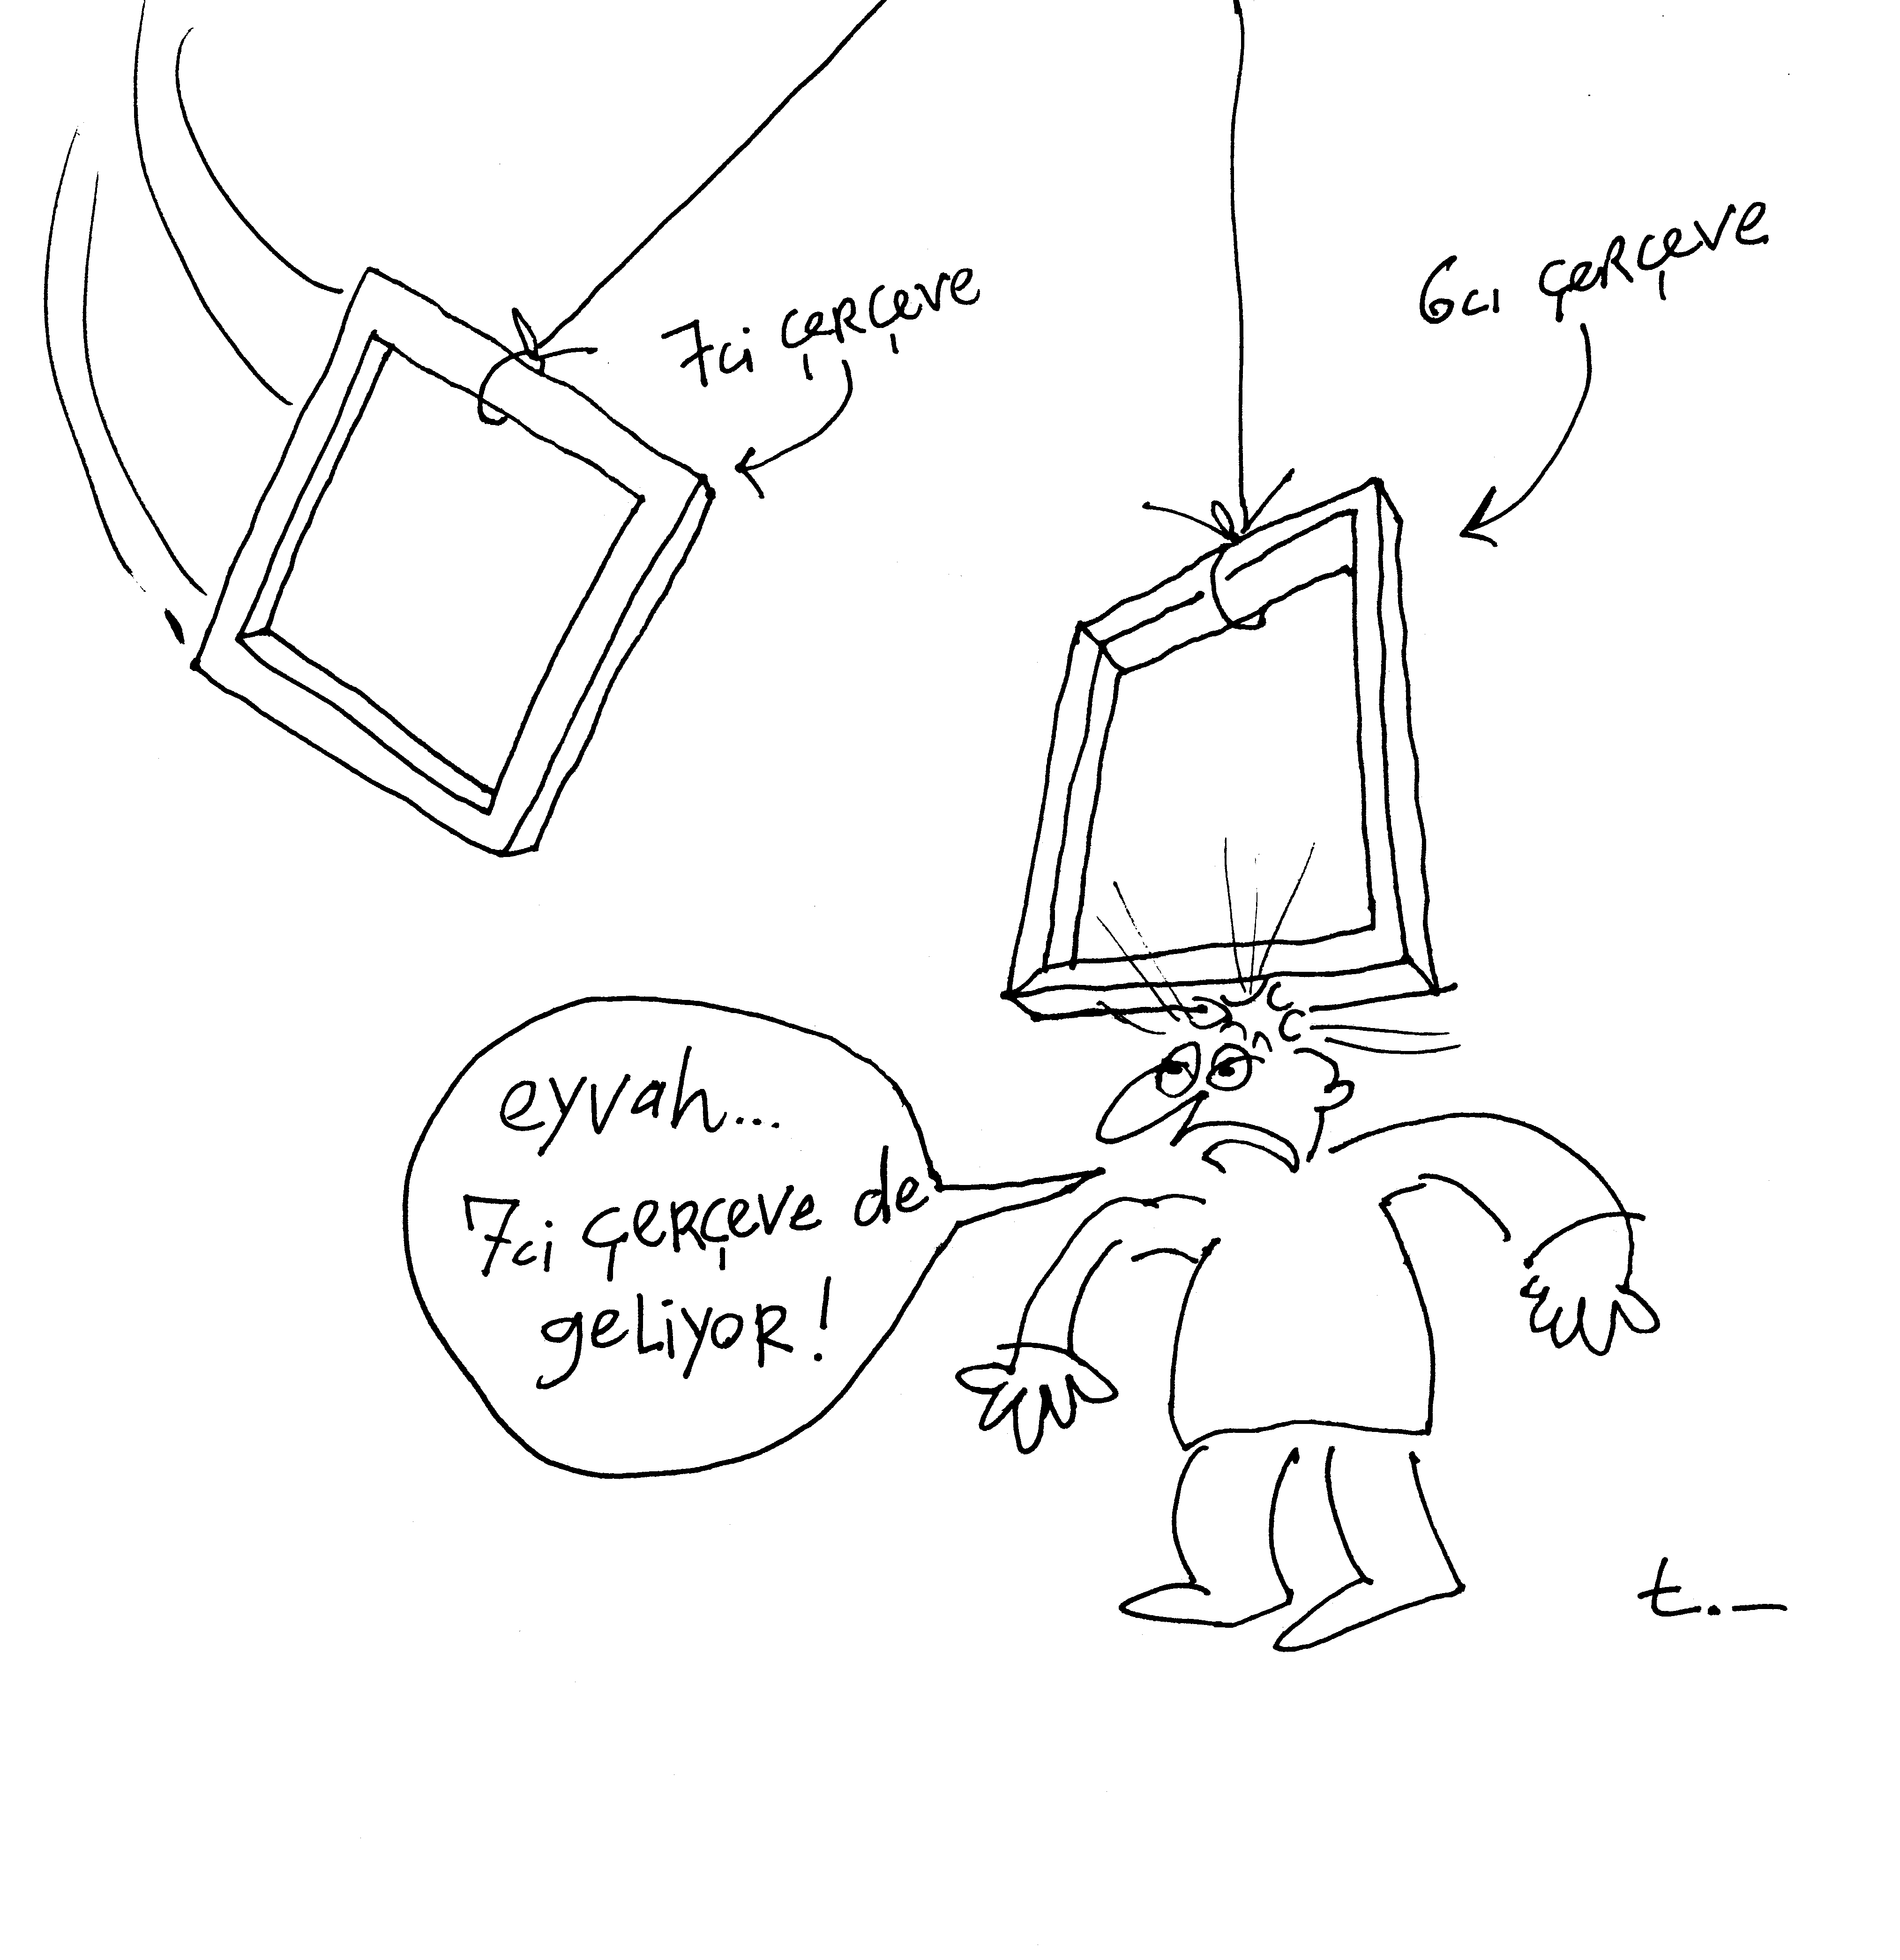 7ci çerçeve
6cı çerçeve
eyvah...
7ci çerçeve de
geliyor!
t..-